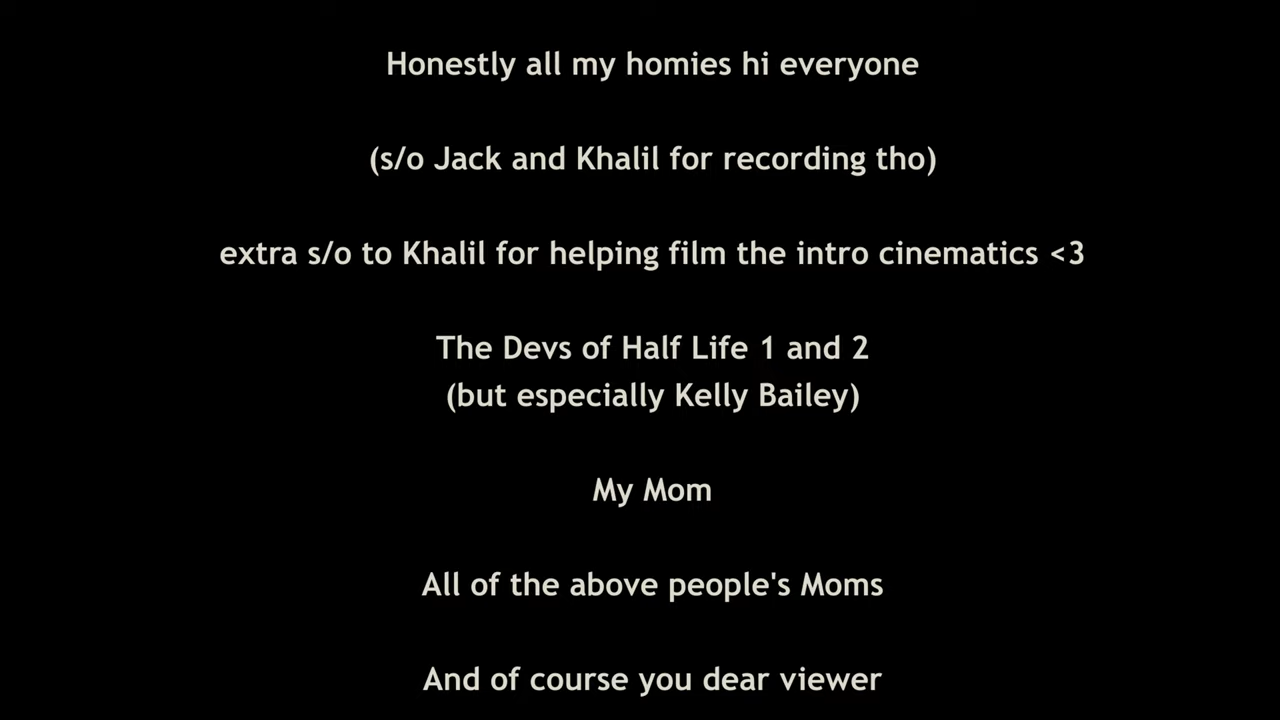 Honestly all my homies hi everyone
(s/o Jack and Khalil for recording tho)
extra s/o to Khalil for helping film the intro cinematics <3
The Devs of Half Life 1 and 2
(but especially Kelly Bailey)
My Mom
All of the above people's Moms
And of course you dear viewer